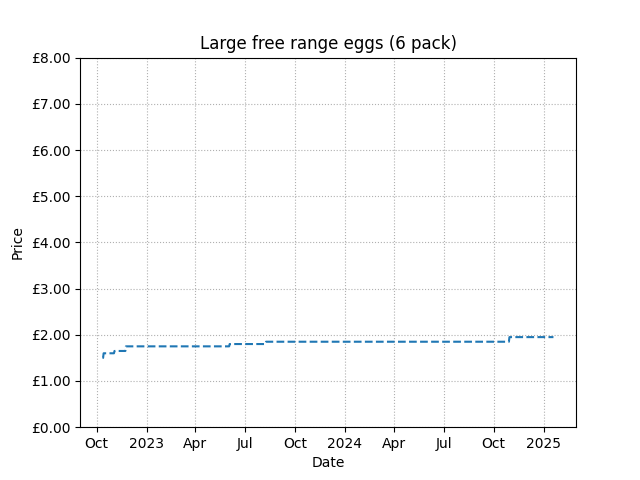 Large free range eggs (6 pack)
£8.00
£7.00
£6.00
£5.00
£4.00
£3.00
£2.00
£1.00
£0.00
Price
Oct 2023 Apr Jul Oct 2024 Apr Jul Oct 2025
Date